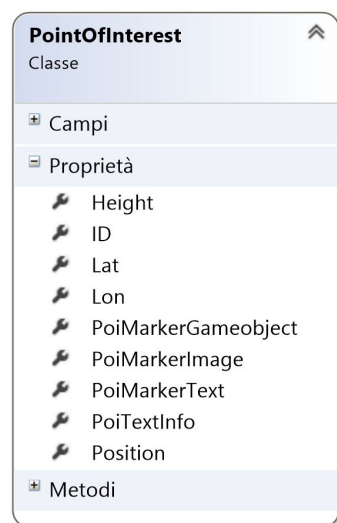 PointOfInterest
Classe
Campi
Proprietà
Height
ID
Lat
Lon
PoiMarkerGameobject
PoiMarkerImage
PoiMarkerText
PoiTextInfo
Position
Metodi